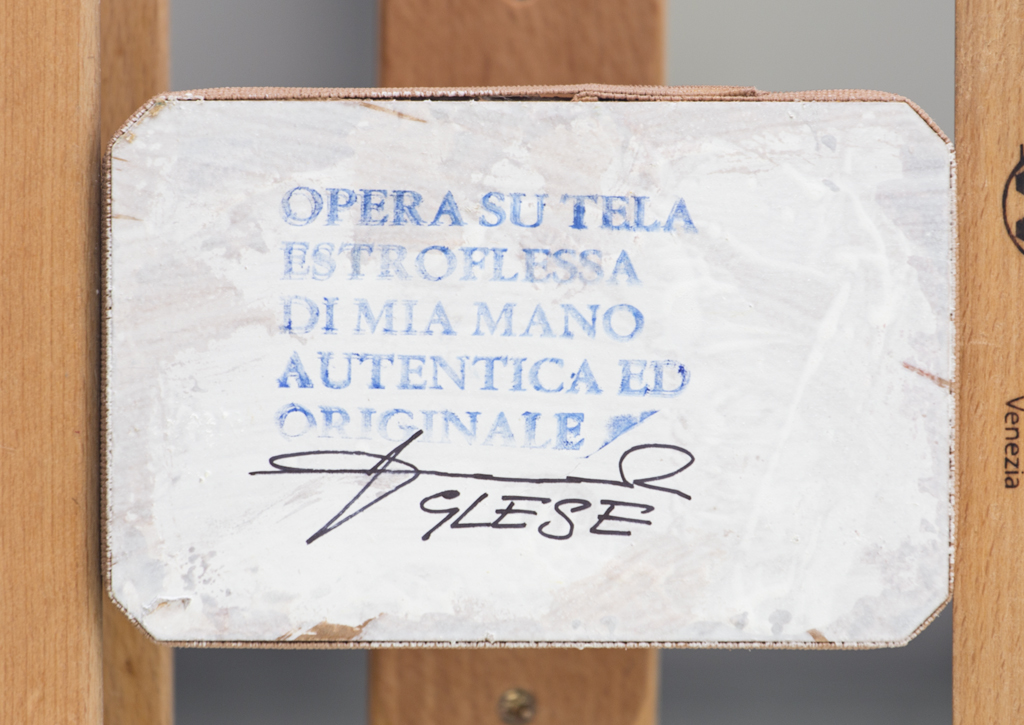 OPERA SU TELA
ESTROFLESSA
DI MIA MANO
AUTENTICA ED
ORIGINALE
GLESE
Venezia